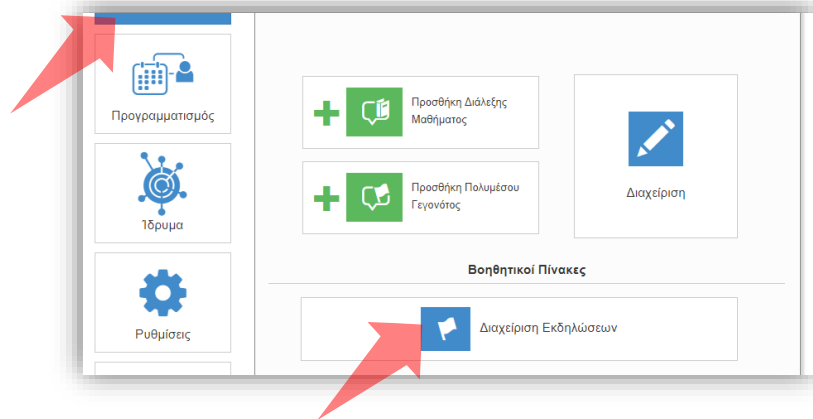 Προγραμματισμός
Ίδρυμα
Ρυθμίσεις
Προσθήκη Διάλεξης
Μαθήματος
Προσθήκη Πολυμέσου
Γεγονότος
Διαχείριση
Βοηθητικοί Πίνακες
Διαχείριση Εκδηλώσεων